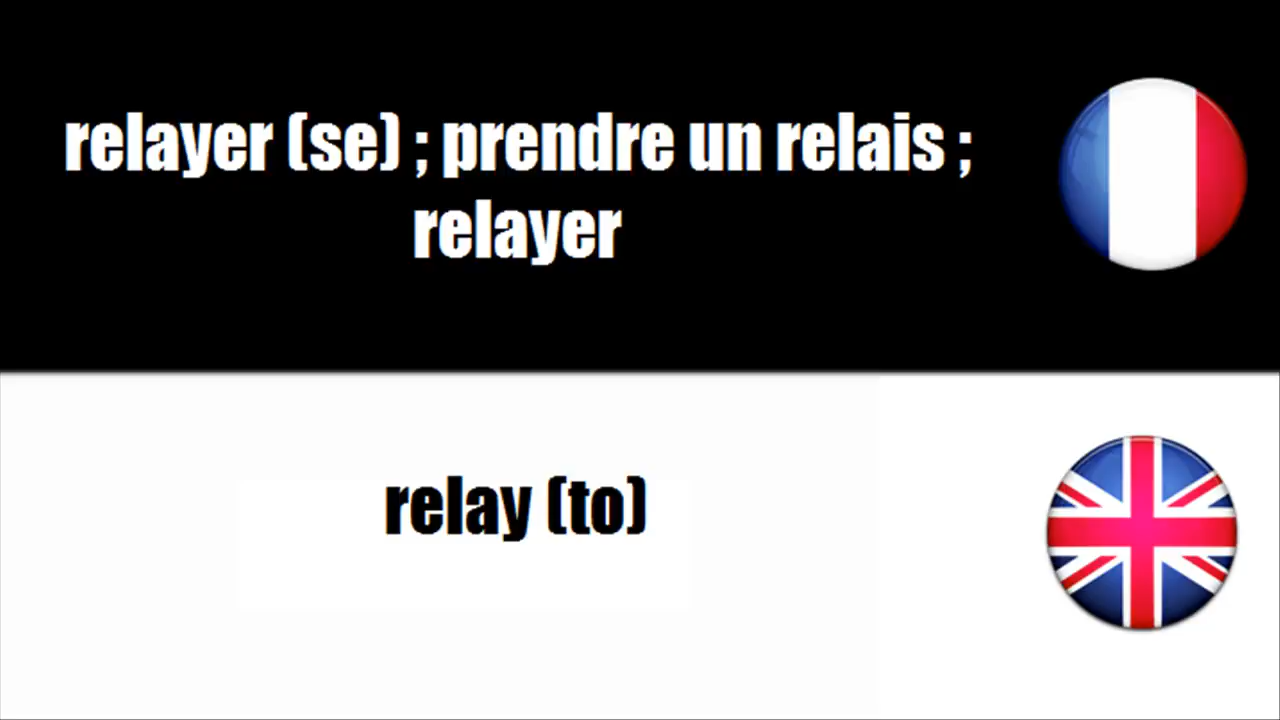 relayer (se) ; prendre un relais ;
relayer
relay (to)